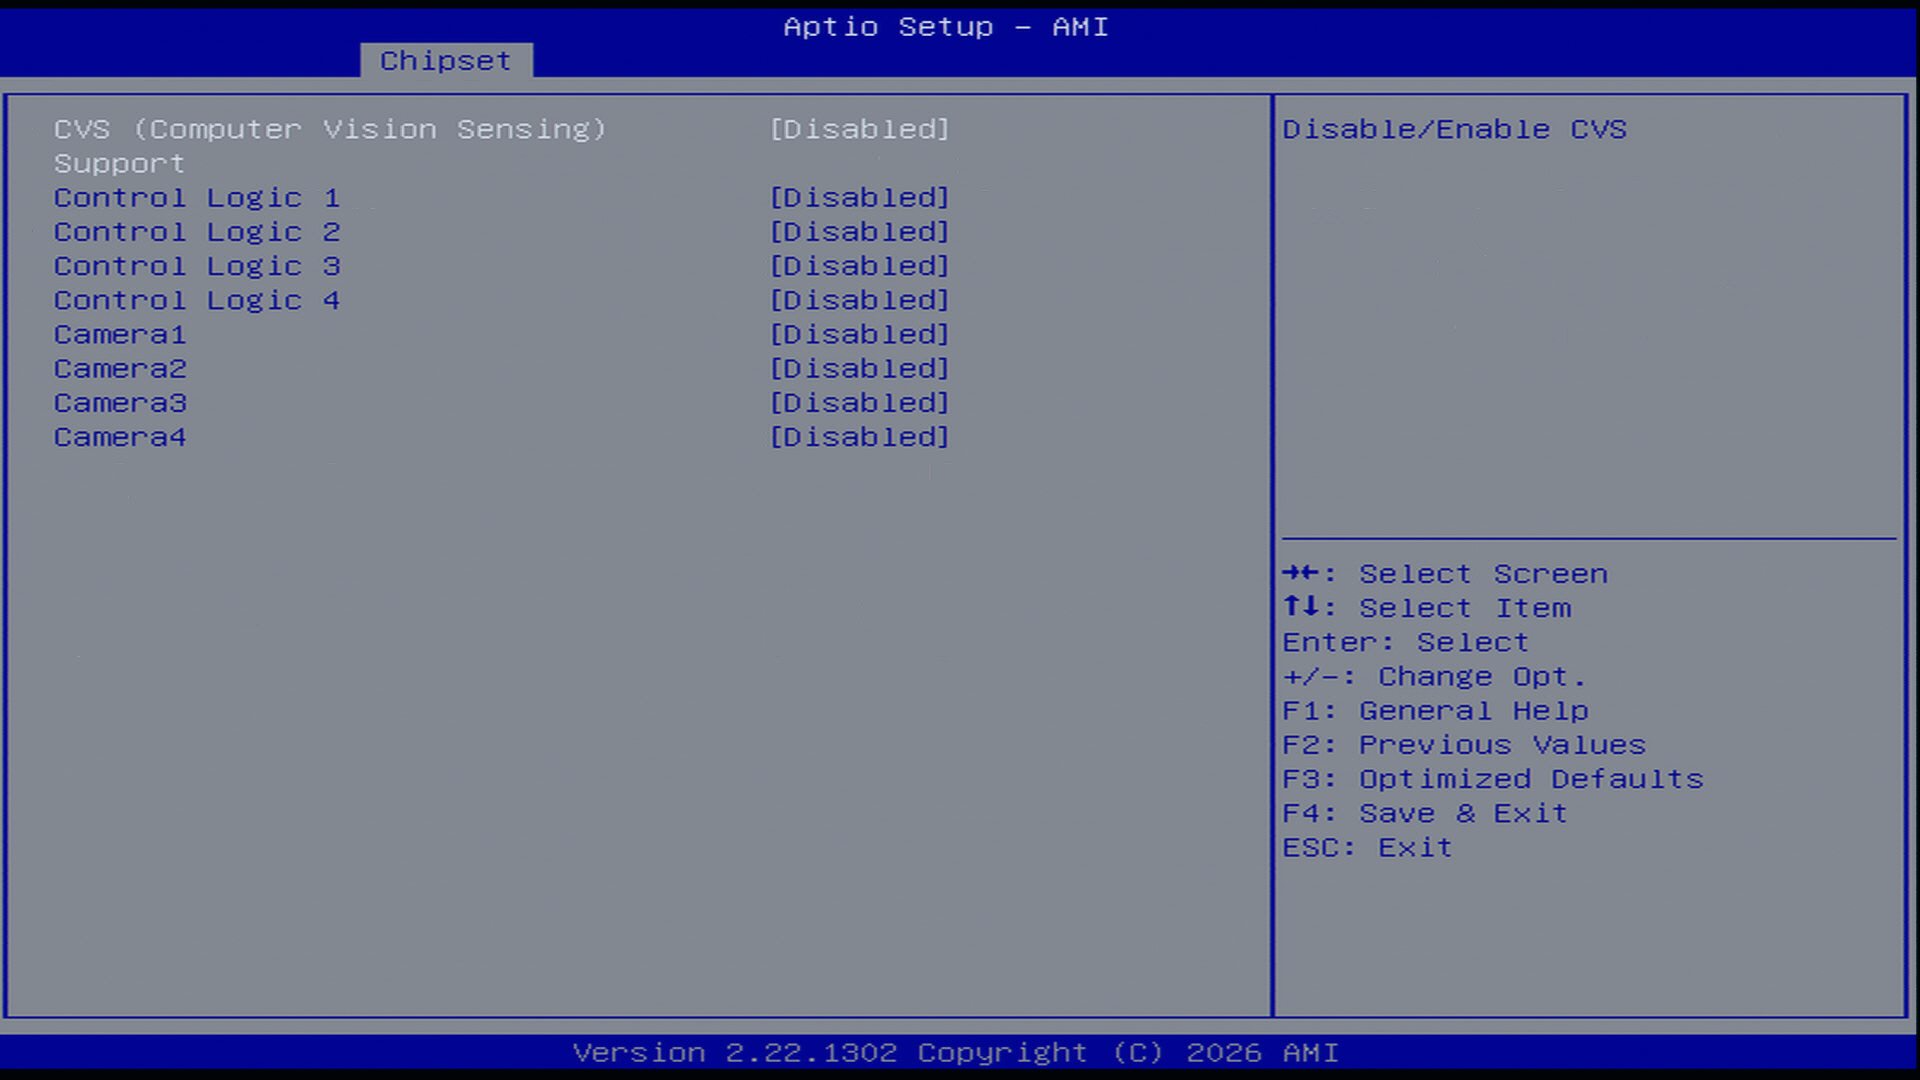 Aptio Setup – AMI
Chipset
CVS (Computer Vision Sensing) [Disabled]
Support
Control Logic 1 [Disabled]
Control Logic 2 [Disabled]
Control Logic 3 [Disabled]
Control Logic 4 [Disabled]
Camera1 [Disabled]
Camera2 [Disabled]
Camera3 [Disabled]
Camera4 [Disabled]
Disable/Enable CVS
→←: Select Screen
↑↓: Select Item
Enter: Select
+/-: Change Opt.
F1: General Help
F2: Previous Values
F3: Optimized Defaults
F4: Save & Exit
ESC: Exit
Version 2.22.1302 Copyright (C) 2026 AMI